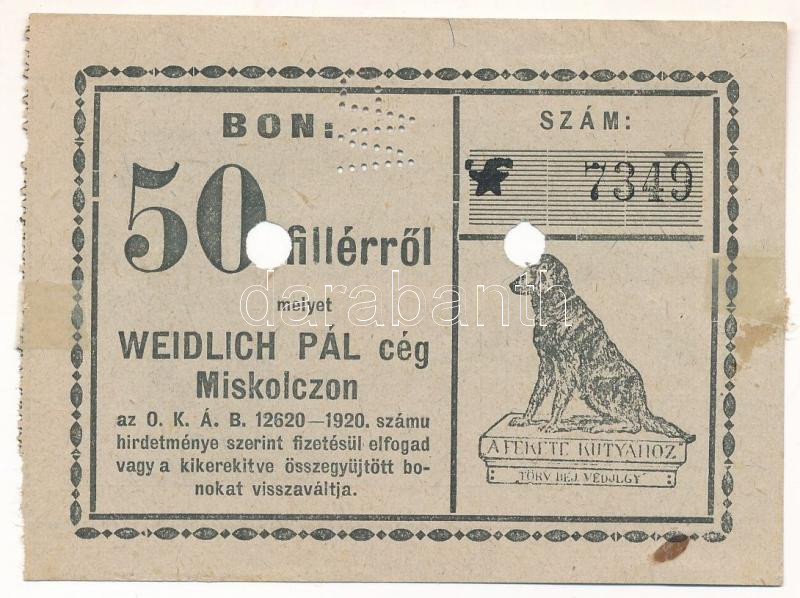 BON:
50 fillérről
melyet
WEIDLICH PÁL cég
Miskolczon
az O. K. Á. B. 12620—1920. számu
hirdetménye szerint fizetésül elfogad
vagy a kikerekitve összegyüjtött bo-
nokat visszaváltja.
SZÁM:
7349
A FEKETE KUTYÁHOZ
TÖRV. BEJ. VÉDJEGY
darabanth